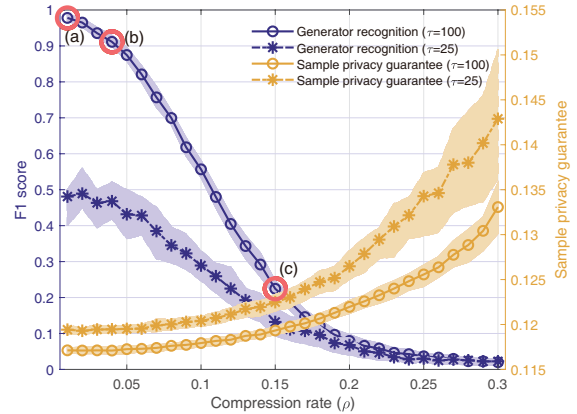 1
0.9
0.8
0.7
0.6
0.5
0.4
0.3
0.2
0.1
0
F1 score
(a)
(b)
(c)
Generator recognition (τ=100)
Generator recognition (τ=25)
Sample privacy guarantee (τ=100)
Sample privacy guarantee (τ=25)
0.155
0.15
0.145
0.14
0.135
0.13
0.125
0.12
0.115
Sample privacy guarantee
0.05
0.1
0.15
0.2
0.25
0.3
Compression rate (ρ)